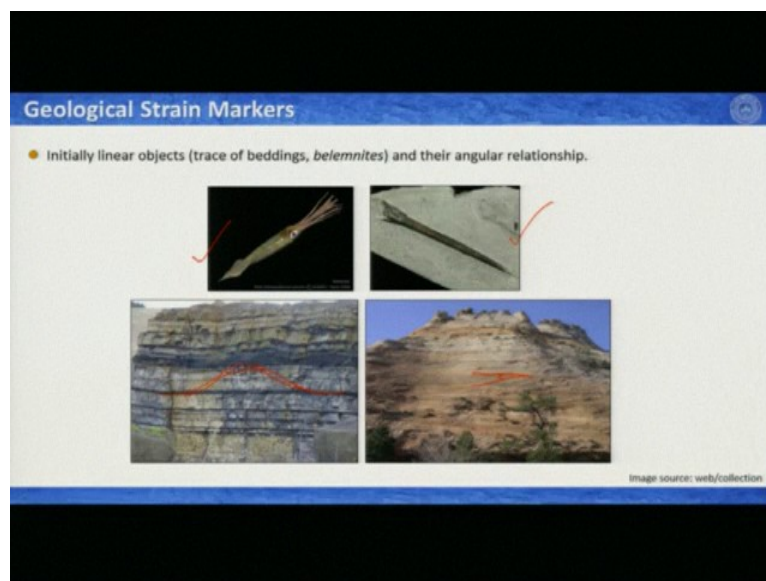 Geological Strain Markers
Initially linear objects (trace of beddings, belemnites) and their angular relationship.
Image source: web/collection